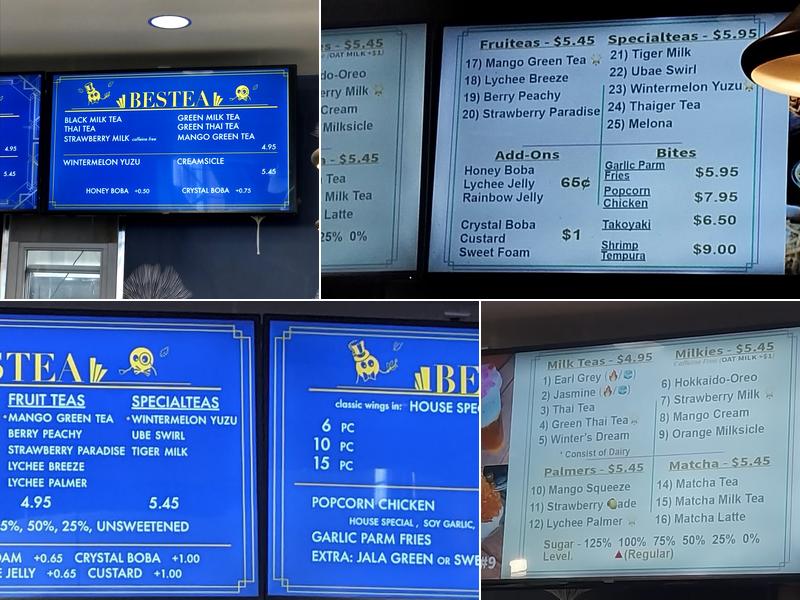 4.95
5.45
BESTEA
BLACK MILK TEA
THAI TEA
STRAWBERRY MILK caffeine free
GREEN MILK TEA
GREEN THAI TEA
MANGO GREEN TEA
4.95
WINTERMELON YUZU
CREAMSICLE
5.45
HONEY BOBA +0.50
CRYSTAL BOBA +0.75
s - $5.45
(OAT MILK +$1)
do-Oreo
erry Milk
Cream
Milksicle
a - $5.45
Tea
Milk Tea
Latte
25% 0%
Fruiteas - $5.45
17) Mango Green Tea
18) Lychee Breeze
19) Berry Peachy
20) Strawberry Paradise
Specialteas - $5.95
21) Tiger Milk
22) Ubae Swirl
23) Wintermelon Yuzu
24) Thaiger Tea
25) Melona
Add-Ons
Honey Boba
Lychee Jelly
Rainbow Jelly
65¢
Crystal Boba
Custard
Sweet Foam
$1
Bites
Garlic Parm
Fries
$5.95
Popcorn
Chicken
$7.95
Takoyaki
$6.50
Shrimp
Tempura
$9.00
STEA
FRUIT TEAS
*MANGO GREEN TEA
BERRY PEACHY
STRAWBERRY PARADISE
LYCHEE BREEZE
LYCHEE PALMER
4.95
SPECIALTEAS
*WINTERMELON YUZU
UBE SWIRL
TIGER MILK
5.45
5%, 50%, 25%, UNSWEETENED
OAM +0.65 CRYSTAL BOBA +1.00
E JELLY +0.65 CUSTARD +1.00
BE
classic wings in: HOUSE SPEC
6 PC
10 PC
15 PC
POPCORN CHICKEN
HOUSE SPECIAL, SOY GARLIC,
GARLIC PARM FRIES
EXTRA: JALA GREEN OR SWE
Milk Teas - $4.95
1) Earl Grey (🔥/🧊)
2) Jasmine (🔥/🧊)
3) Thai Tea
4) Green Thai Tea
5) Winter's Dream
* Consist of Dairy
Milkies - $5.45
Caffeine Free (OAT MILK +$1)
6) Hokkaido-Oreo
7) Strawberry Milk
8) Mango Cream
9) Orange Milksicle
Palmers - $5.45
10) Mango Squeeze
11) Strawberry 🍋ade
12) Lychee Palmer
Matcha - $5.45
14) Matcha Tea
15) Matcha Milk Tea
16) Matcha Latte
Sugar - 125% 100% 75% 50% 25% 0%
Level. ▲(Regular)
#9